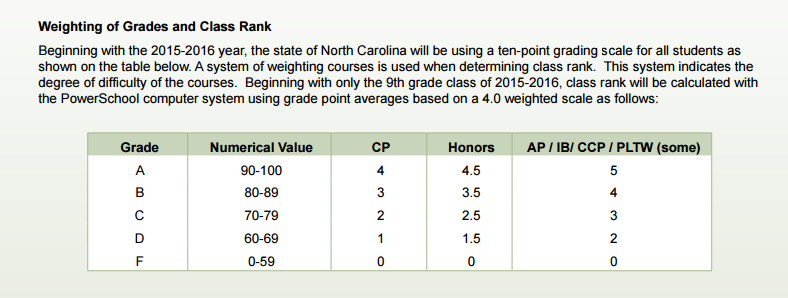 Weighting of Grades and Class Rank
Beginning with the 2015-2016 year, the state of North Carolina will be using a ten-point grading scale for all students as
shown on the table below. A system of weighting courses is used when determining class rank.  This system indicates the
degree of difficulty of the courses.  Beginning with only the 9th grade class of 2015-2016, class rank will be calculated with
the PowerSchool computer system using grade point averages based on a 4.0 weighted scale as follows:
Grade Numerical Value CP Honors AP / IB/ CCP / PLTW (some)
A 90-100 4 4.5 5
B 80-89 3 3.5 4
C 70-79 2 2.5 3
D 60-69 1 1.5 2
F 0-59 0 0 0